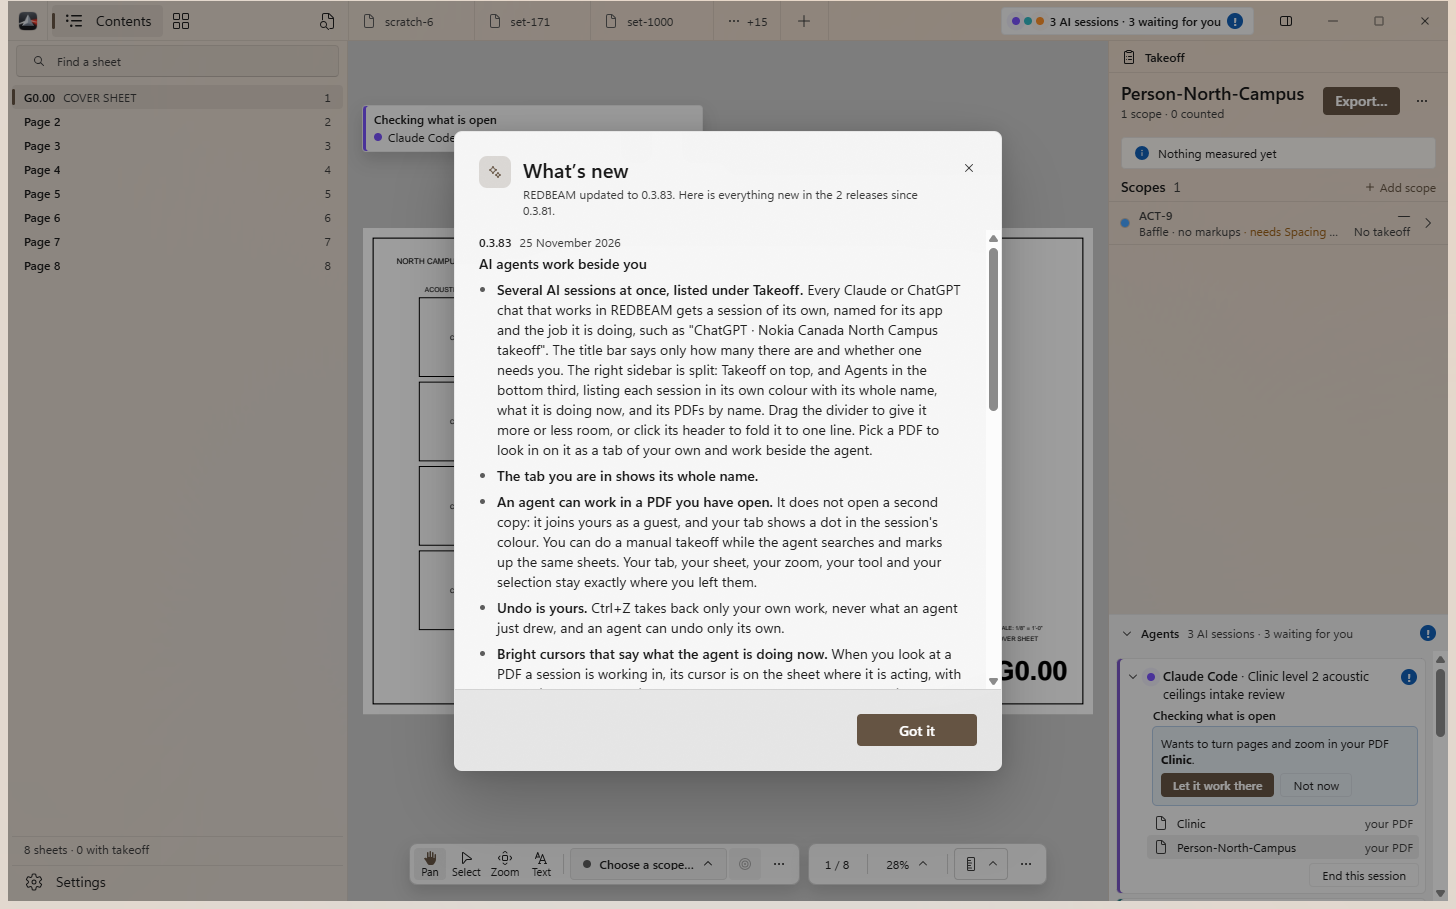 Contents
scratch-6
set-171
set-1000
··· +15
3 AI sessions · 3 waiting for you
Find a sheet
G0.00 COVER SHEET 1
Page 2 2
Page 3 3
Page 4 4
Page 5 5
Page 6 6
Page 7 7
Page 8 8
8 sheets · 0 with takeoff
Settings
Checking what is open
Claude Code
NORTH CAMPU
ACOUST
What's new
REDBEAM updated to 0.3.83. Here is everything new in the 2 releases since
0.3.81.
0.3.83 25 November 2026
AI agents work beside you
• Several AI sessions at once, listed under Takeoff. Every Claude or ChatGPT
chat that works in REDBEAM gets a session of its own, named for its app
and the job it is doing, such as "ChatGPT · Nokia Canada North Campus
takeoff". The title bar says only how many there are and whether one
needs you. The right sidebar is split: Takeoff on top, and Agents in the
bottom third, listing each session in its own colour with its whole name,
what it is doing now, and its PDFs by name. Drag the divider to give it
more or less room, or click its header to fold it to one line. Pick a PDF to
look in on it as a tab of your own and work beside the agent.
• The tab you are in shows its whole name.
• An agent can work in a PDF you have open. It does not open a second
copy: it joins yours as a guest, and your tab shows a dot in the session's
colour. You can do a manual takeoff while the agent searches and marks
up the same sheets. Your tab, your sheet, your zoom, your tool and your
selection stay exactly where you left them.
• Undo is yours. Ctrl+Z takes back only your own work, never what an agent
just drew, and an agent can undo only its own.
• Bright cursors that say what the agent is doing now. When you look at a
PDF a session is working in, its cursor is on the sheet where it is acting, with
Got it
ALE: 1/8" = 1'-0"
OVER SHEET
G0.00
Pan
Select
Zoom
Text
Choose a scope...
1 / 8
28%
Takeoff
Person-North-Campus
1 scope · 0 counted
Export...
Nothing measured yet
Scopes 1
+ Add scope
ACT-9 —
Baffle · no markups · needs Spacing ... No takeoff
Agents 3 AI sessions · 3 waiting for you
Claude Code · Clinic level 2 acoustic
ceilings intake review
Checking what is open
Wants to turn pages and zoom in your PDF
Clinic.
Let it work there
Not now
Clinic your PDF
Person-North-Campus your PDF
End this session